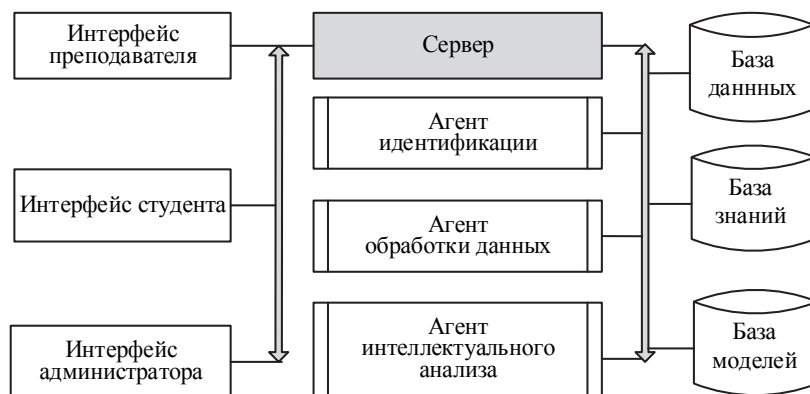 Интерфейс
преподавателя
Сервер
База
даннных
Агент
идентификации
Интерфейс студента
База
знаний
Агент
обработки данных
Интерфейс
администратора
Агент
интеллектуального
анализа
База
моделей